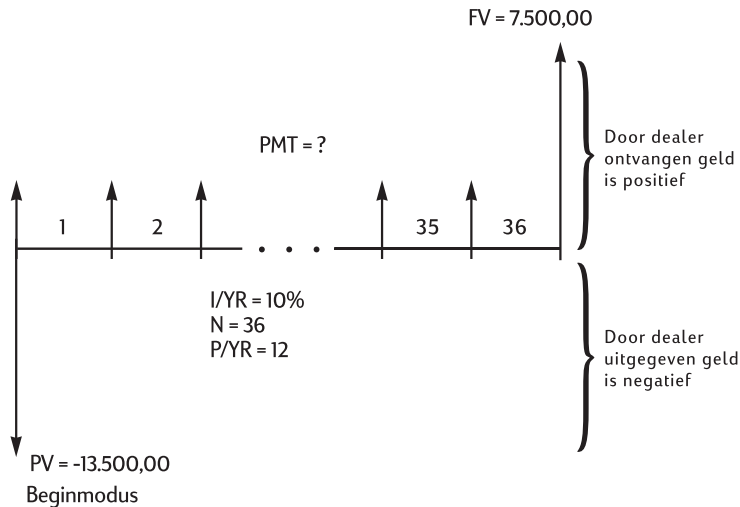 FV = 7.500,00
PMT = ?
Door dealer
ontvangen geld
is positief
1 2 . . . 35 36
I/YR = 10%
N = 36
P/YR = 12
Door dealer
uitgegeven geld
is negatief
PV = -13.500,00
Beginmodus